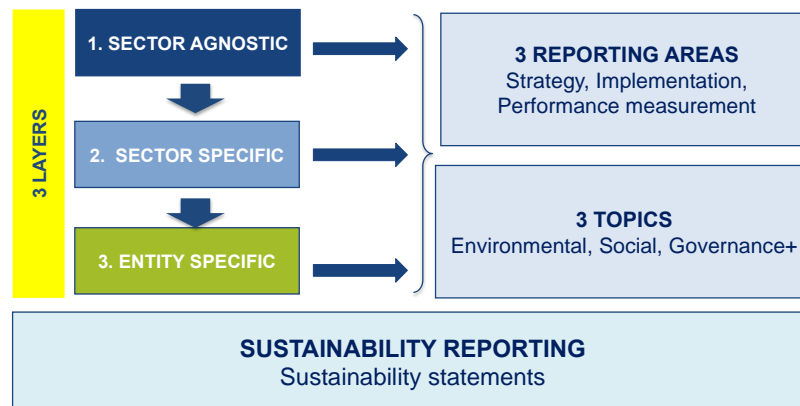 3 LAYERS
1. SECTOR AGNOSTIC
2. SECTOR SPECIFIC
3. ENTITY SPECIFIC
3 REPORTING AREAS
Strategy, Implementation,
Performance measurement
3 TOPICS
Environmental, Social, Governance+
SUSTAINABILITY REPORTING
Sustainability statements